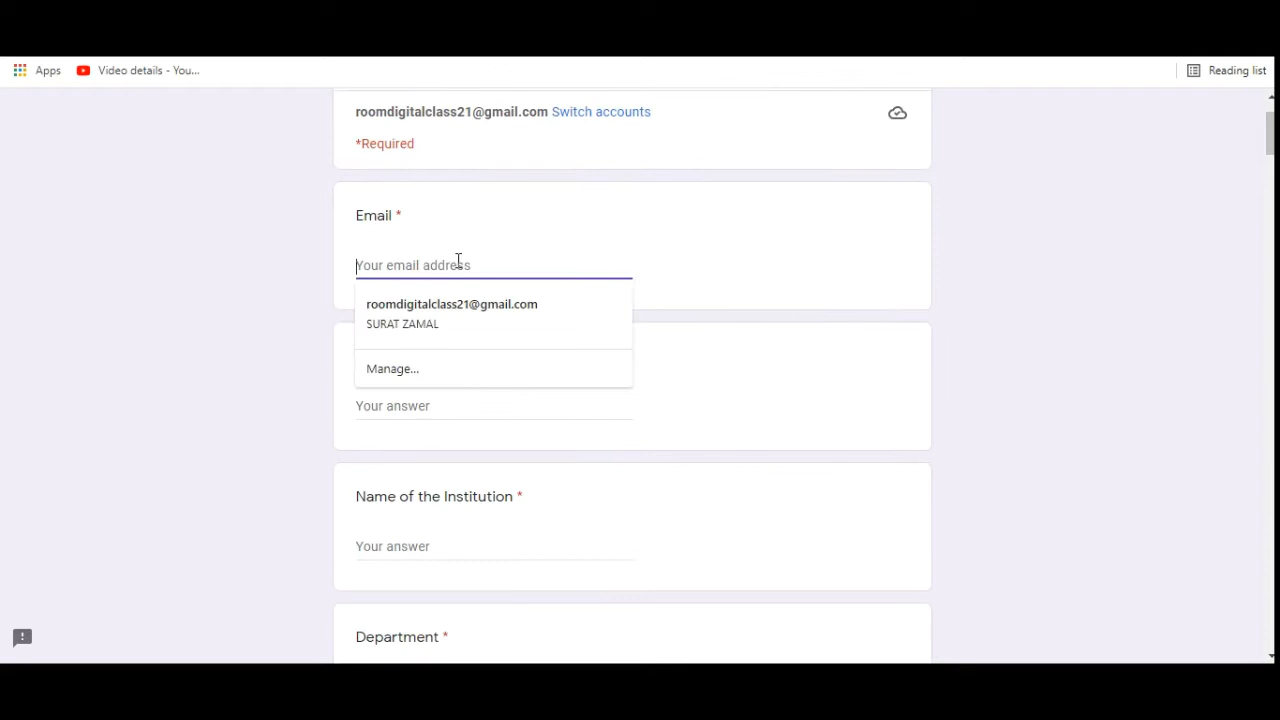 Apps Video details - You... Reading list
roomdigitalclass21@gmail.com Switch accounts
*Required
Email *
Your email address
roomdigitalclass21@gmail.com
SURAT ZAMAL
Manage...
Your answer
Name of the Institution *
Your answer
Department *